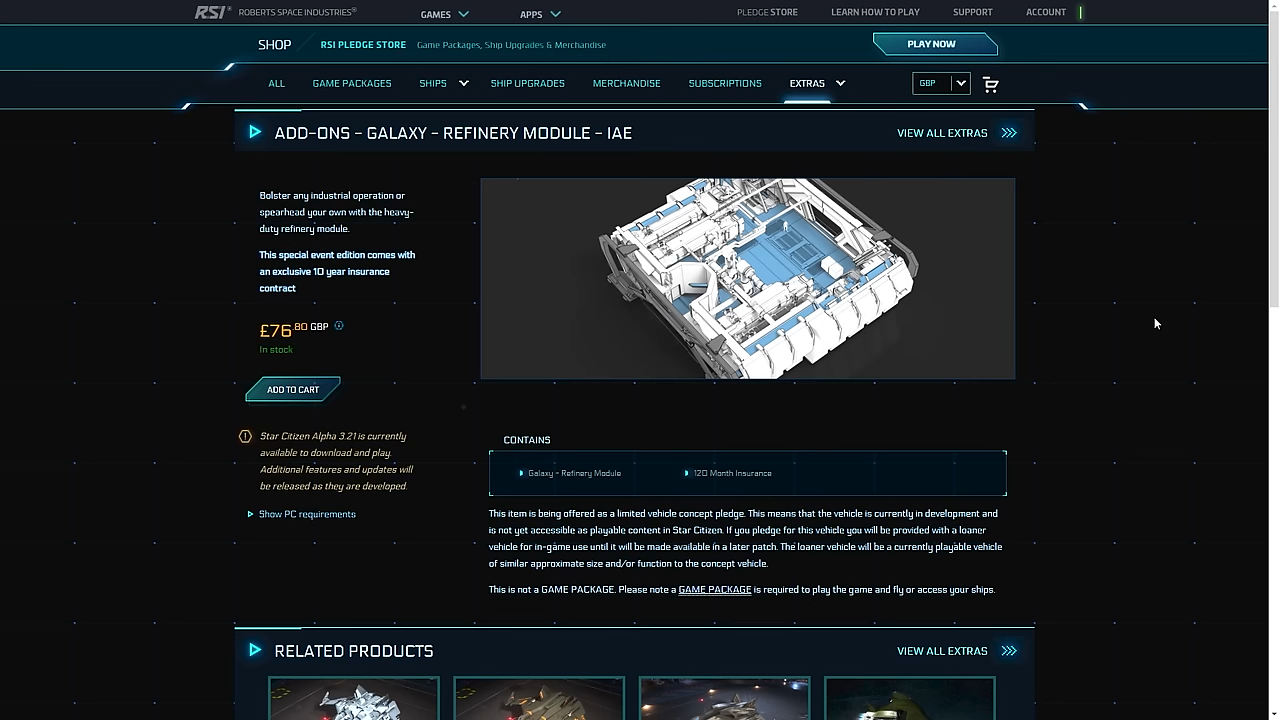 RSI ® ROBERTS SPACE INDUSTRIES®
GAMES
APPS
PLEDGE STORE
LEARN HOW TO PLAY
SUPPORT
ACCOUNT
SHOP
RSI PLEDGE STORE
Game Packages, Ship Upgrades & Merchandise
PLAY NOW
ALL
GAME PACKAGES
SHIPS
SHIP UPGRADES
MERCHANDISE
SUBSCRIPTIONS
EXTRAS
GBP
ADD-ONS - GALAXY - REFINERY MODULE - IAE
VIEW ALL EXTRAS
Bolster any industrial operation or
spearhead your own with the heavy-
duty refinery module.
This special event edition comes with
an exclusive 10 year insurance
contract
£76.80 GBP
In stock
ADD TO CART
Star Citizen Alpha 3.21 is currently
available to download and play.
Additional features and updates will
be released as they are developed.
Show PC requirements
CONTAINS
Galaxy - Refinery Module
120 Month Insurance
This item is being offered as a limited vehicle concept pledge. This means that the vehicle is currently in development and
is not yet accessible as playable content in Star Citizen. If you pledge for this vehicle you will be provided with a loaner
vehicle for in-game use until it will be made available in a later patch. The loaner vehicle will be a currently playable vehicle
of similar approximate size and/or function to the concept vehicle.
This is not a GAME PACKAGE. Please note a GAME PACKAGE is required to play the game and fly or access your ships.
RELATED PRODUCTS
VIEW ALL EXTRAS